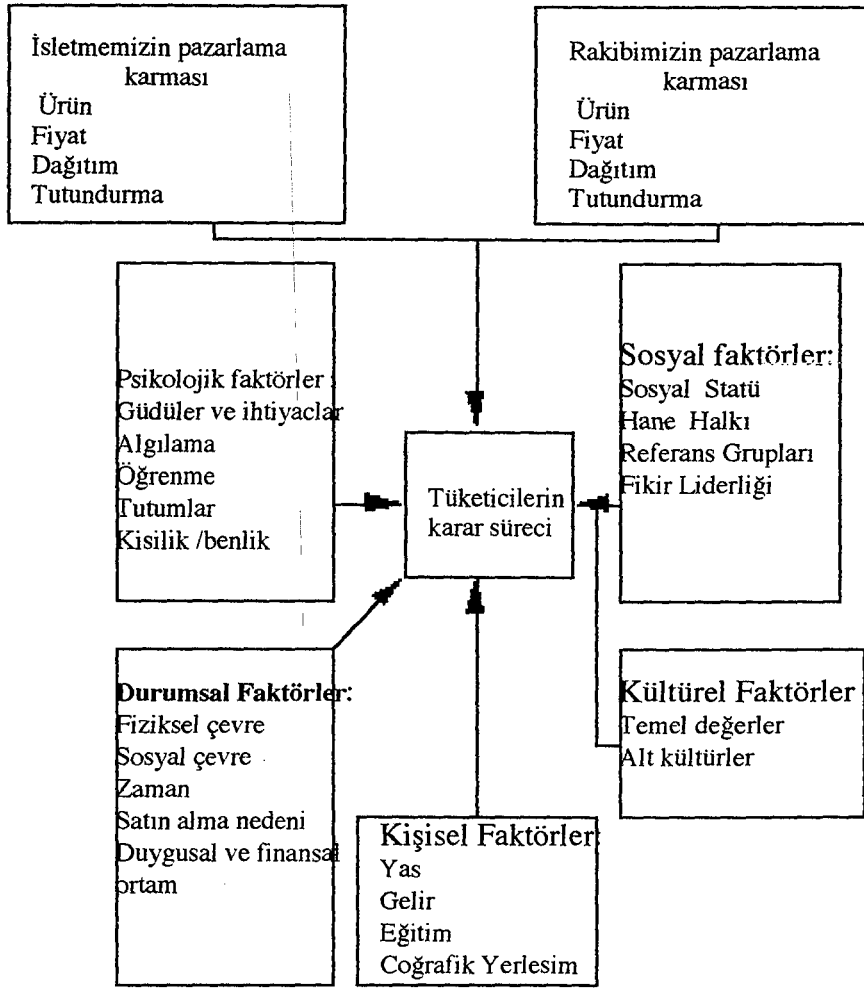 İsletmemizin pazarlama
karması
Ürün
Fiyat
Dağıtım
Tutundurma
Rakibimizin pazarlama
karması
Ürün
Fiyat
Dağıtım
Tutundurma
Psikolojik faktörler :
Güdüler ve ihtiyaclar
Algılama
Öğrenme
Tutumlar
Kisilik /benlik
Tüketicilerin
karar süreci
Sosyal faktörler:
Sosyal Statü
Hane Halkı
Referans Grupları
Fikir Liderliği
Durumsal Faktörler:
Fiziksel çevre
Sosyal çevre
Zaman
Satın alma nedeni
Duygusal ve finansal
ortam
Kişisel Faktörler:
Yas
Gelir
Eğitim
Coğrafik Yerlesim
Kültürel Faktörler
Temel değerler
Alt kültürler